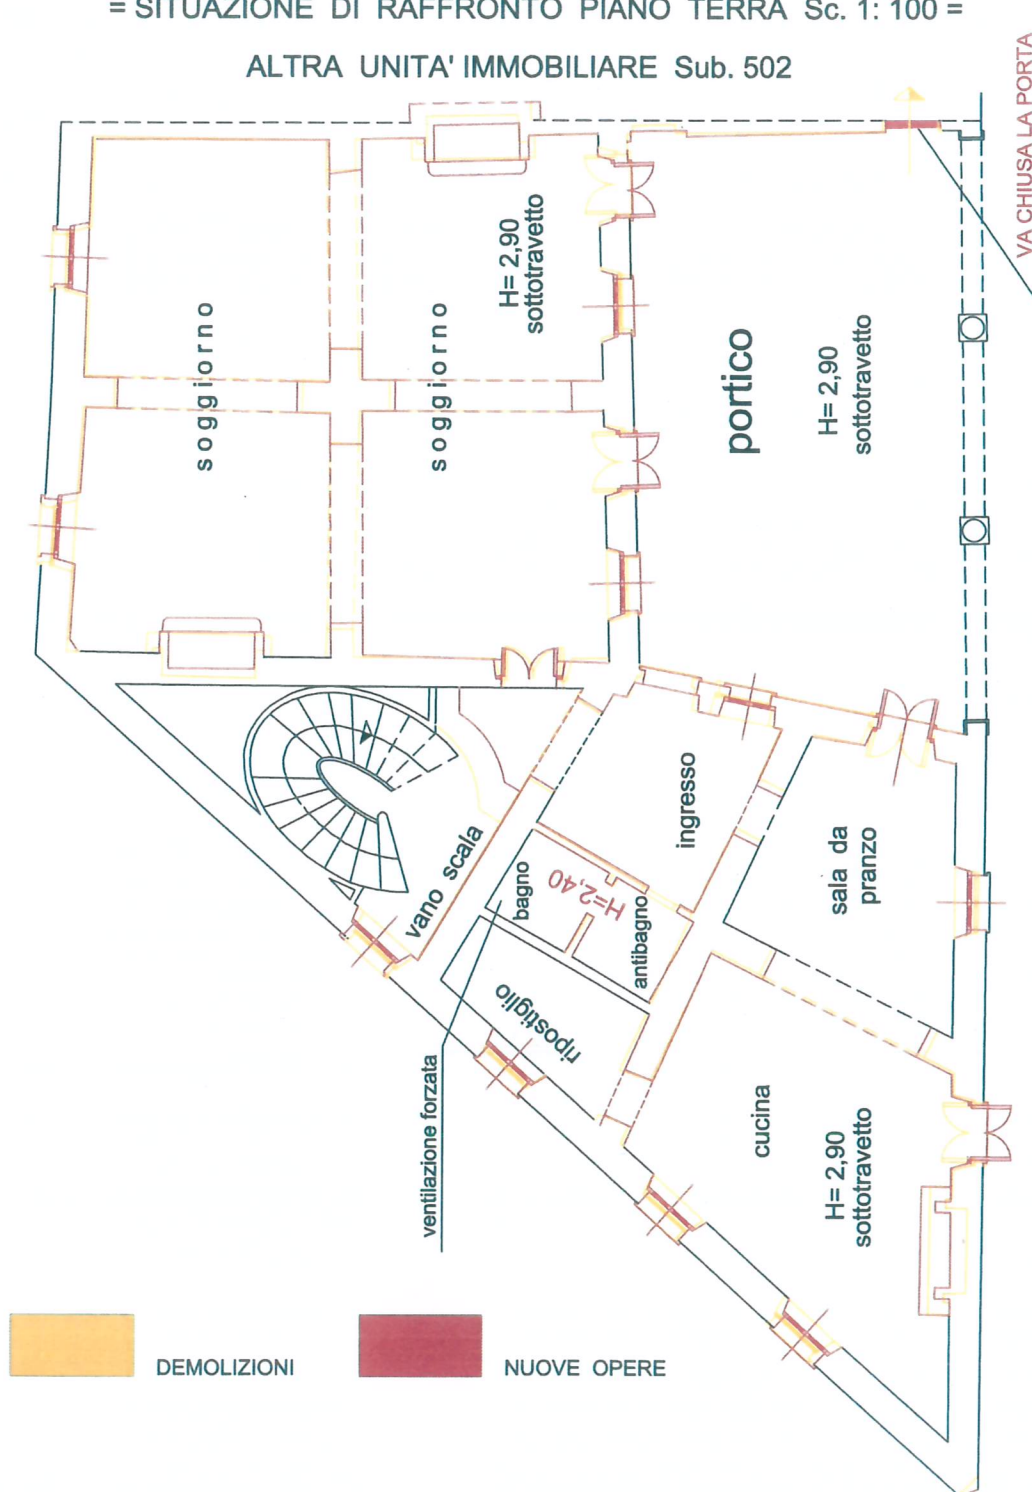 = SITUAZIONE DI RAFFRONTO PIANO TERRA Sc. 1: 100 =
ALTRA UNITA' IMMOBILIARE Sub. 502
VA CHIUSA LA PORTA
soggiorno
soggiorno
H= 2,90
sottotravetto
portico
H= 2,90
sottotravetto
vano scala
ingresso
bagno
H=2,40
antibagno
sala da
pranzo
ripostiglio
ventilazione forzata
cucina
H= 2,90
sottotravetto
DEMOLIZIONI
NUOVE OPERE